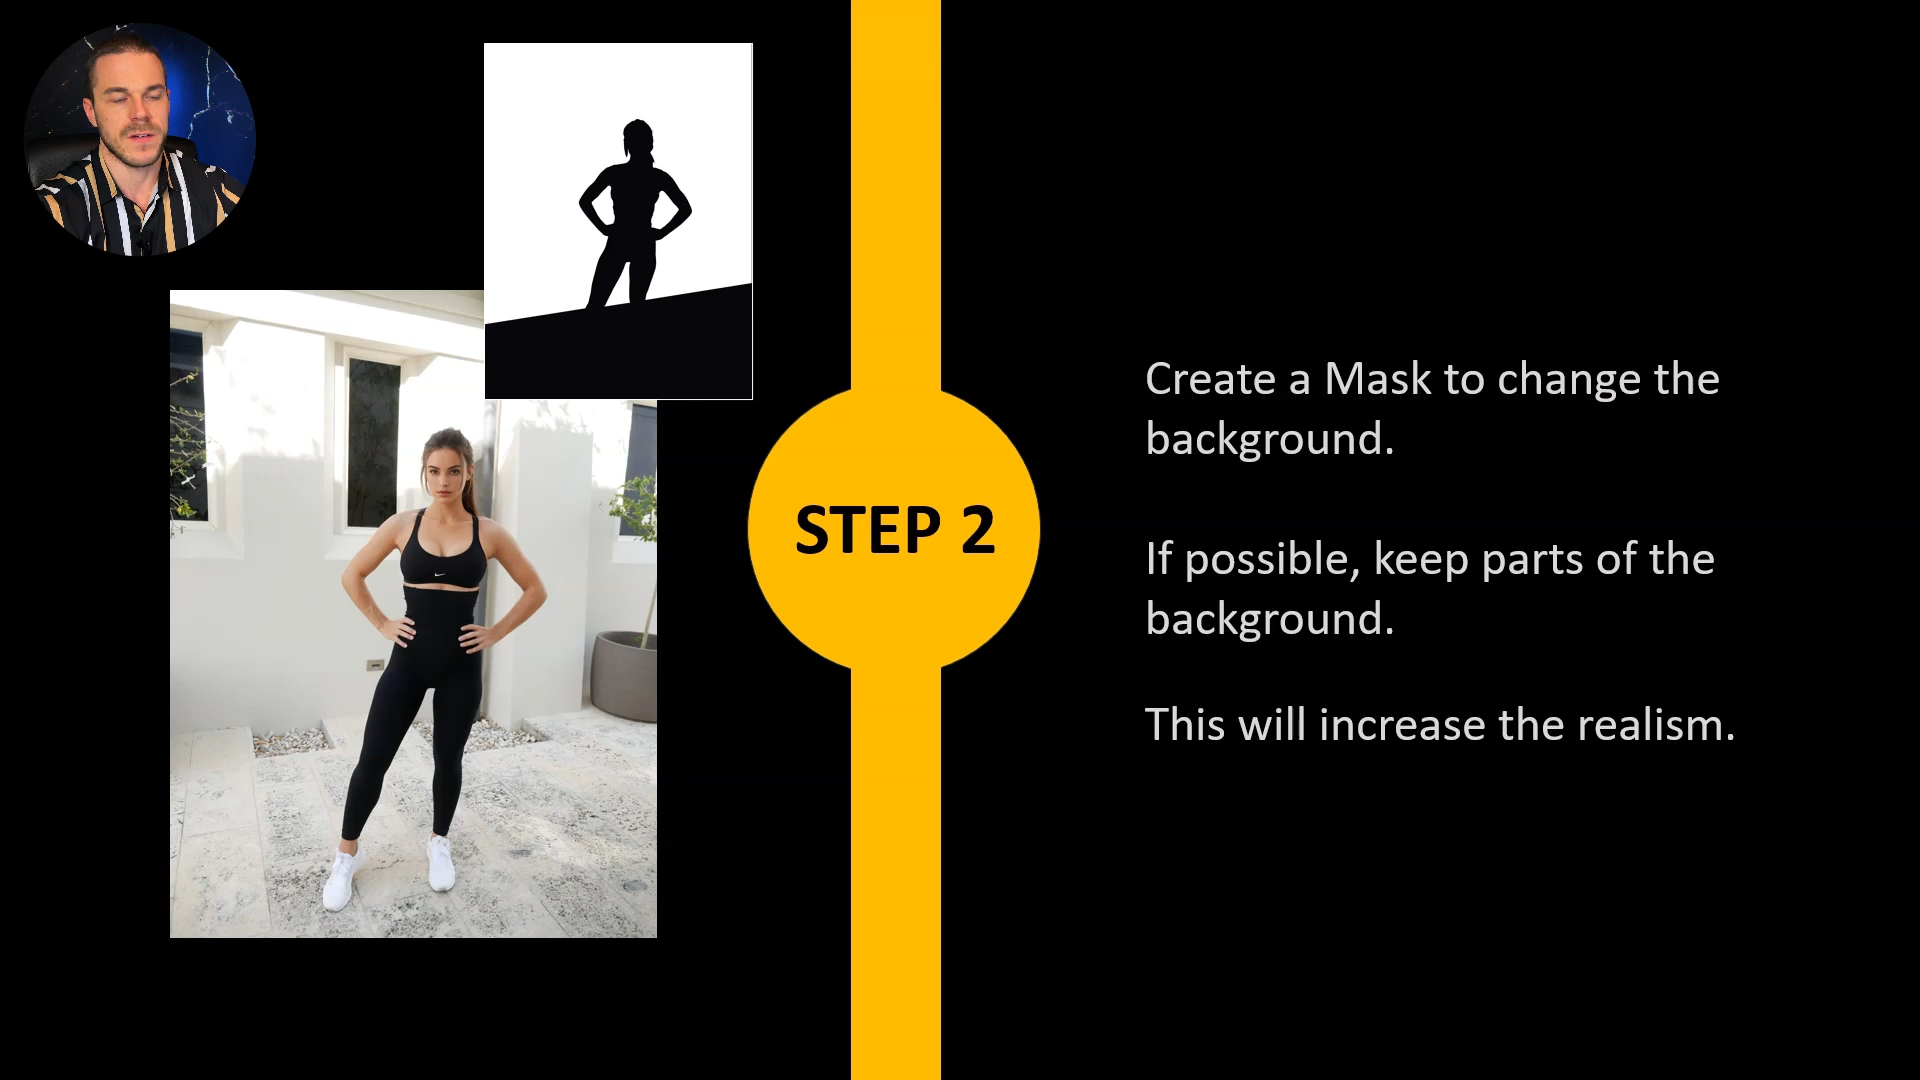 STEP 2
Create a Mask to change the
background.
If possible, keep parts of the
background.
This will increase the realism.